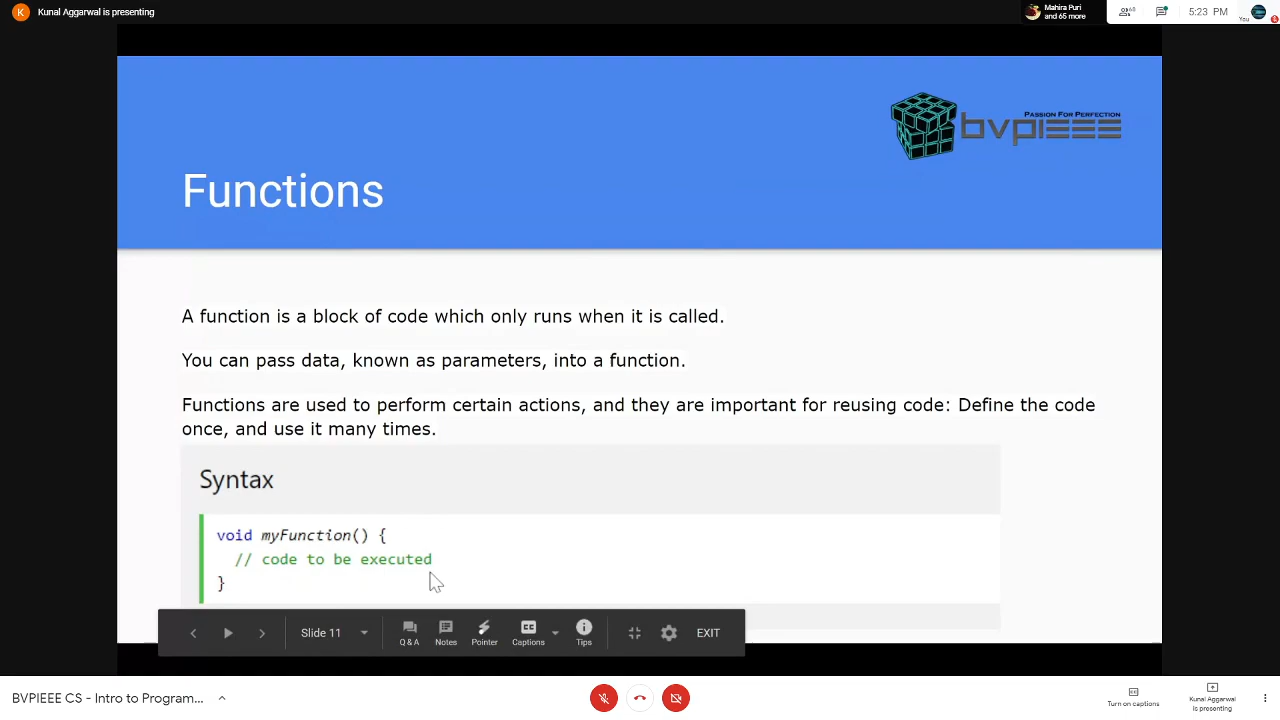 K Kunal Aggarwal is presenting
Mahira Puri
and 65 more
66
5:23 PM
You
PASSION FOR PERFECTION
bvpieee
Functions
A function is a block of code which only runs when it is called.
You can pass data, known as parameters, into a function.
Functions are used to perform certain actions, and they are important for reusing code: Define the code
once, and use it many times.
Syntax
void myFunction() {
// code to be executed
}
Slide 11
Q & A
Notes
Pointer
CC
Captions
Tips
EXIT
BVPIEEE CS - Intro to Program...
Turn on captions
Kunal Aggarwal
is presenting